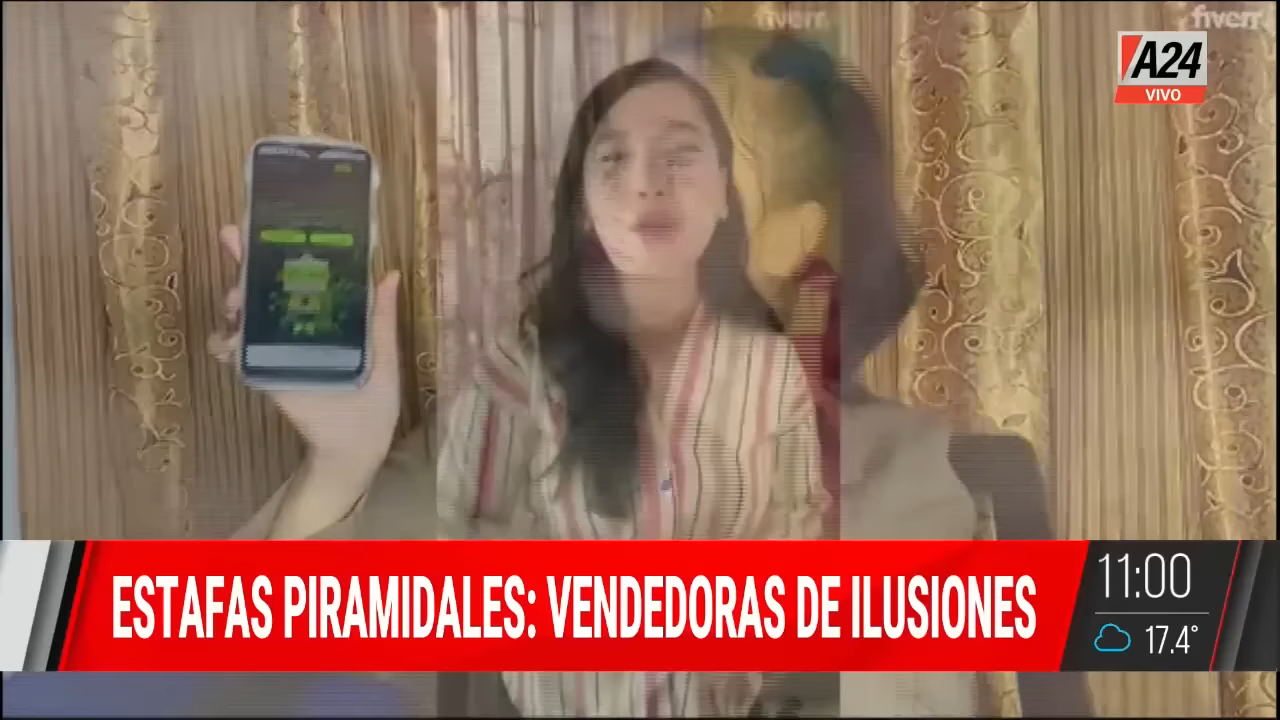 fiverr
fiverr
A24
VIVO
ESTAFAS PIRAMIDALES: VENDEDORAS DE ILUSIONES
11:00
17.4°